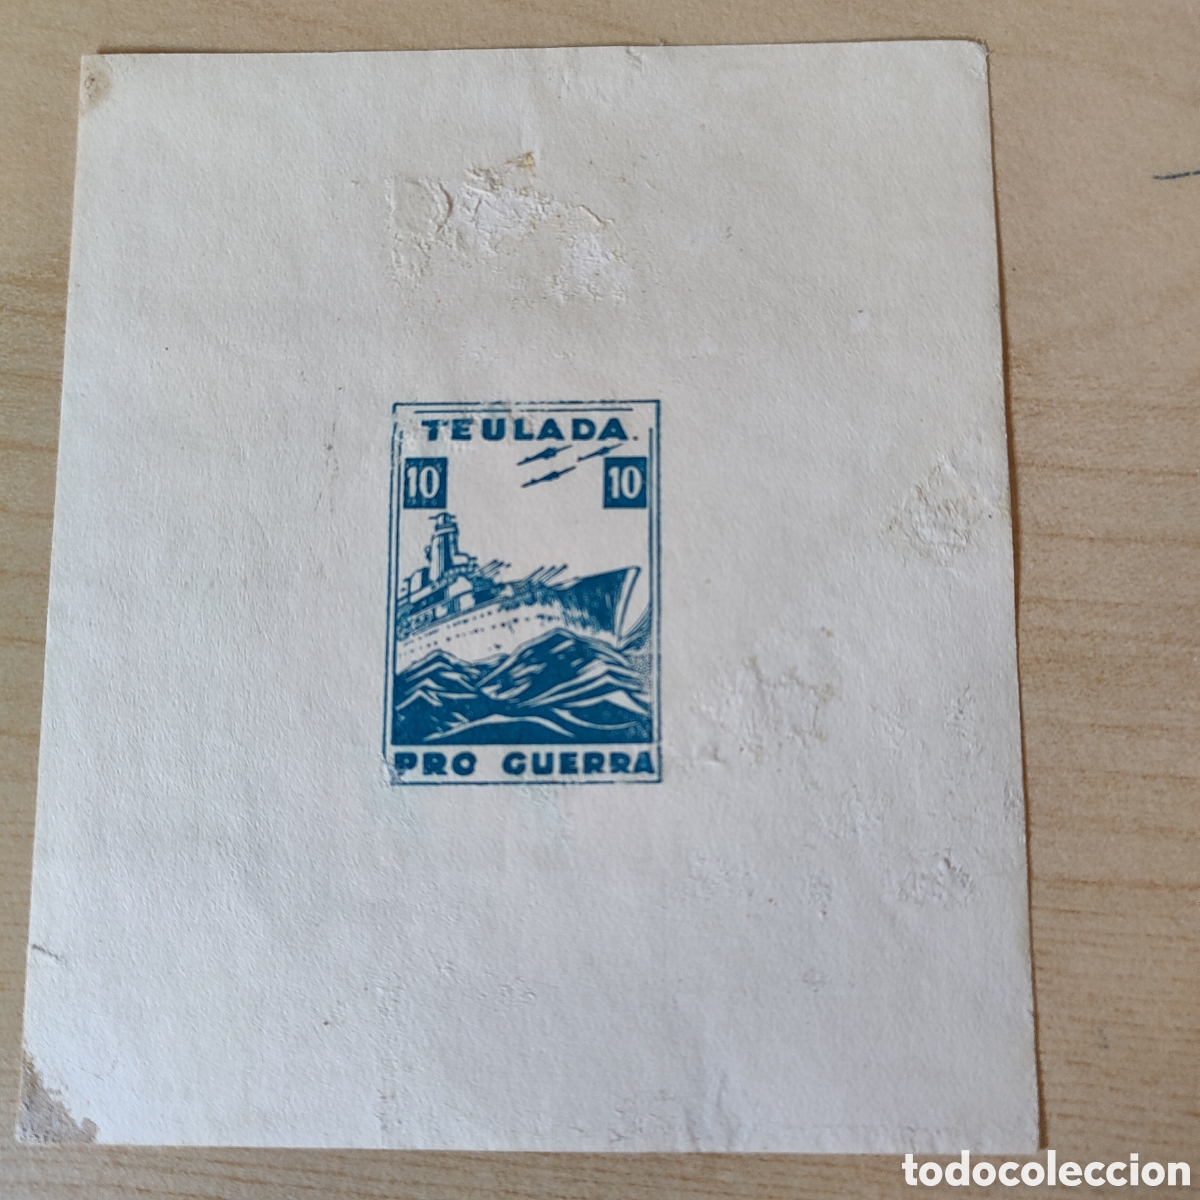 TEULADA.
10 10
PRO GUERRA
todocoleccion